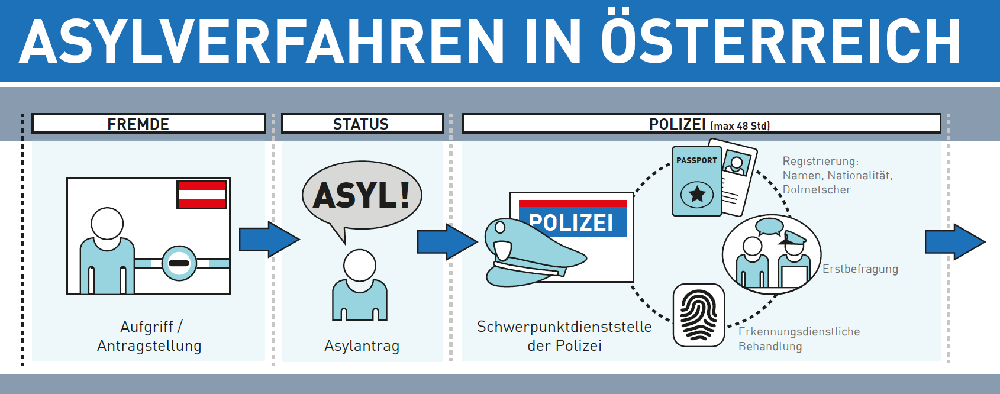 ASYLVERFAHREN IN ÖSTERREICH
FREMDE
STATUS
POLIZEI (max 48 Std)
ASYL!
POLIZEI
PASSPORT
Registrierung:
Namen, Nationalität,
Dolmetscher
Erstbefragung
Erkennungsdienstliche
Behandlung
Aufgriff /
Antragstellung
Asylantrag
Schwerpunktdienststelle
der Polizei